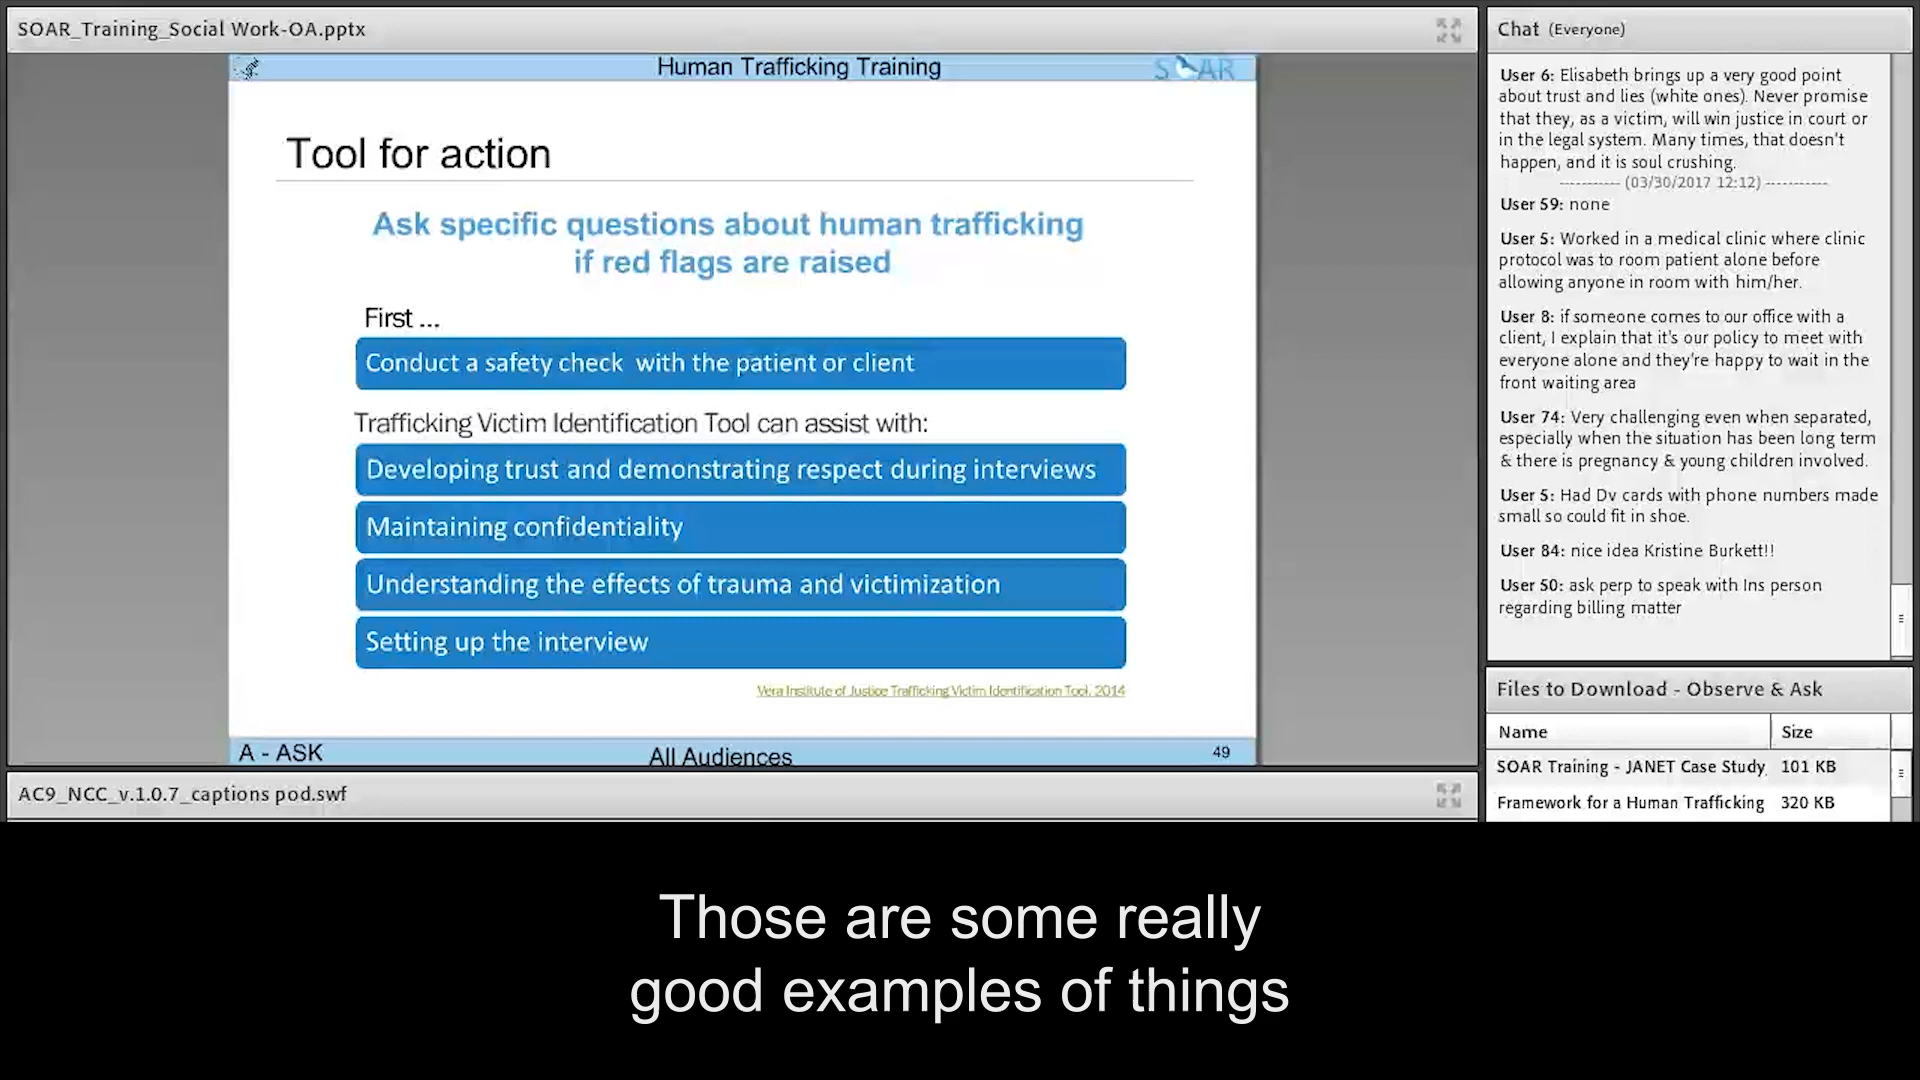 SOAR_Training_Social Work-OA.pptx
Human Trafficking Training
SOAR
Tool for action
Ask specific questions about human trafficking
if red flags are raised
First ...
Conduct a safety check with the patient or client
Trafficking Victim Identification Tool can assist with:
Developing trust and demonstrating respect during interviews
Maintaining confidentiality
Understanding the effects of trauma and victimization
Setting up the interview
Vera Institute of Justice Trafficking Victim Identification Tool, 2014
A - ASK
All Audiences
49
Chat (Everyone)
User 6: Elisabeth brings up a very good point
about trust and lies (white ones). Never promise
that they, as a victim, will win justice in court or
in the legal system. Many times, that doesn't
happen, and it is soul crushing.
----------- (03/30/2017 12:12) -----------
User 59: none
User 5: Worked in a medical clinic where clinic
protocol was to room patient alone before
allowing anyone in room with him/her.
User 8: if someone comes to our office with a
client, I explain that it's our policy to meet with
everyone alone and they're happy to wait in the
front waiting area
User 74: Very challenging even when separated,
especially when the situation has been long term
& there is pregnancy & young children involved.
User 5: Had Dv cards with phone numbers made
small so could fit in shoe.
User 84: nice idea Kristine Burkett!!
User 50: ask perp to speak with Ins person
regarding billing matter
Files to Download - Observe & Ask
Name Size
SOAR Training - JANET Case Study 101 KB
Framework for a Human Trafficking 320 KB
AC9_NCC_v.1.0.7_captions pod.swf
Those are some really
good examples of things